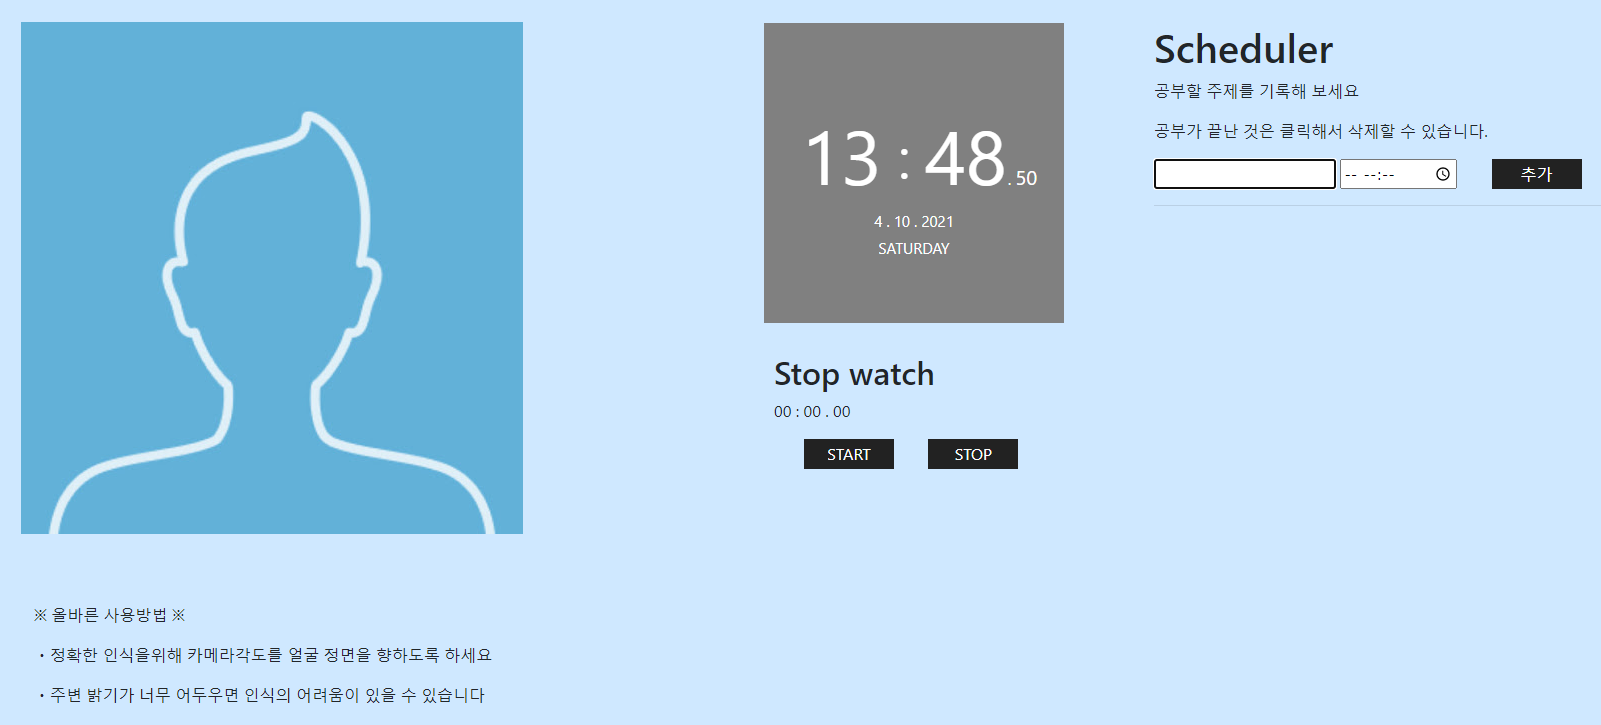 13 : 48 . 50
4 . 10 . 2021
SATURDAY
Stop watch
00 : 00 . 00
START STOP
Scheduler
공부할 주제를 기록해 보세요
공부가 끝난 것은 클릭해서 삭제할 수 있습니다.
-- --:-- 추가
※ 올바른 사용방법 ※
・정확한 인식을위해 카메라각도를 얼굴 정면을 향하도록 하세요
・주변 밝기가 너무 어두우면 인식의 어려움이 있을 수 있습니다